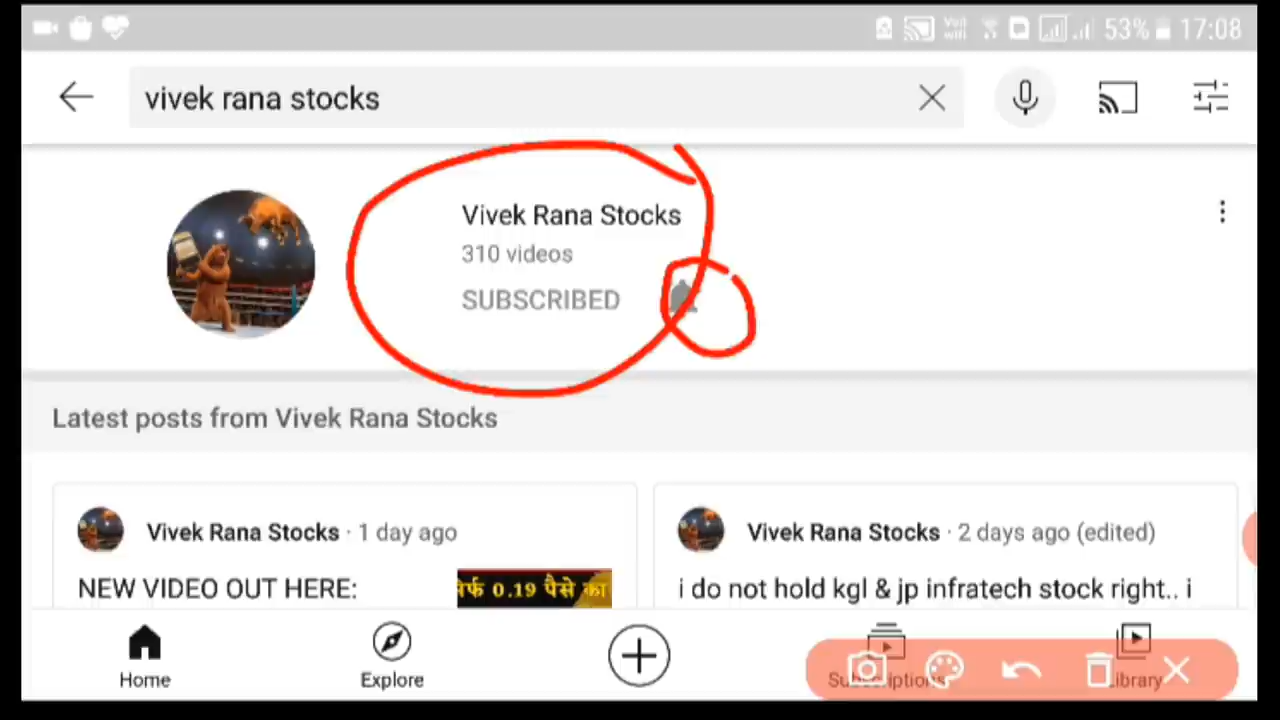 53% 17:08
vivek rana stocks
Vivek Rana Stocks
310 videos
SUBSCRIBED
Latest posts from Vivek Rana Stocks
Vivek Rana Stocks · 1 day ago
NEW VIDEO OUT HERE:
0.19 पैसे का
Vivek Rana Stocks · 2 days ago (edited)
i do not hold kgl & jp infratech stock right.. i
Home
Explore
Subscriptions
Library